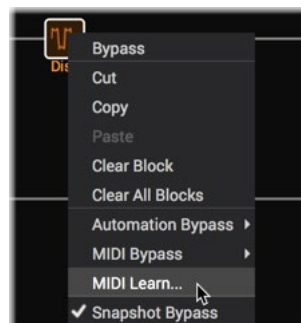 Dis
Bypass
Cut
Copy
Paste
Clear Block
Clear All Blocks
Automation Bypass
MIDI Bypass
MIDI Learn...
Snapshot Bypass